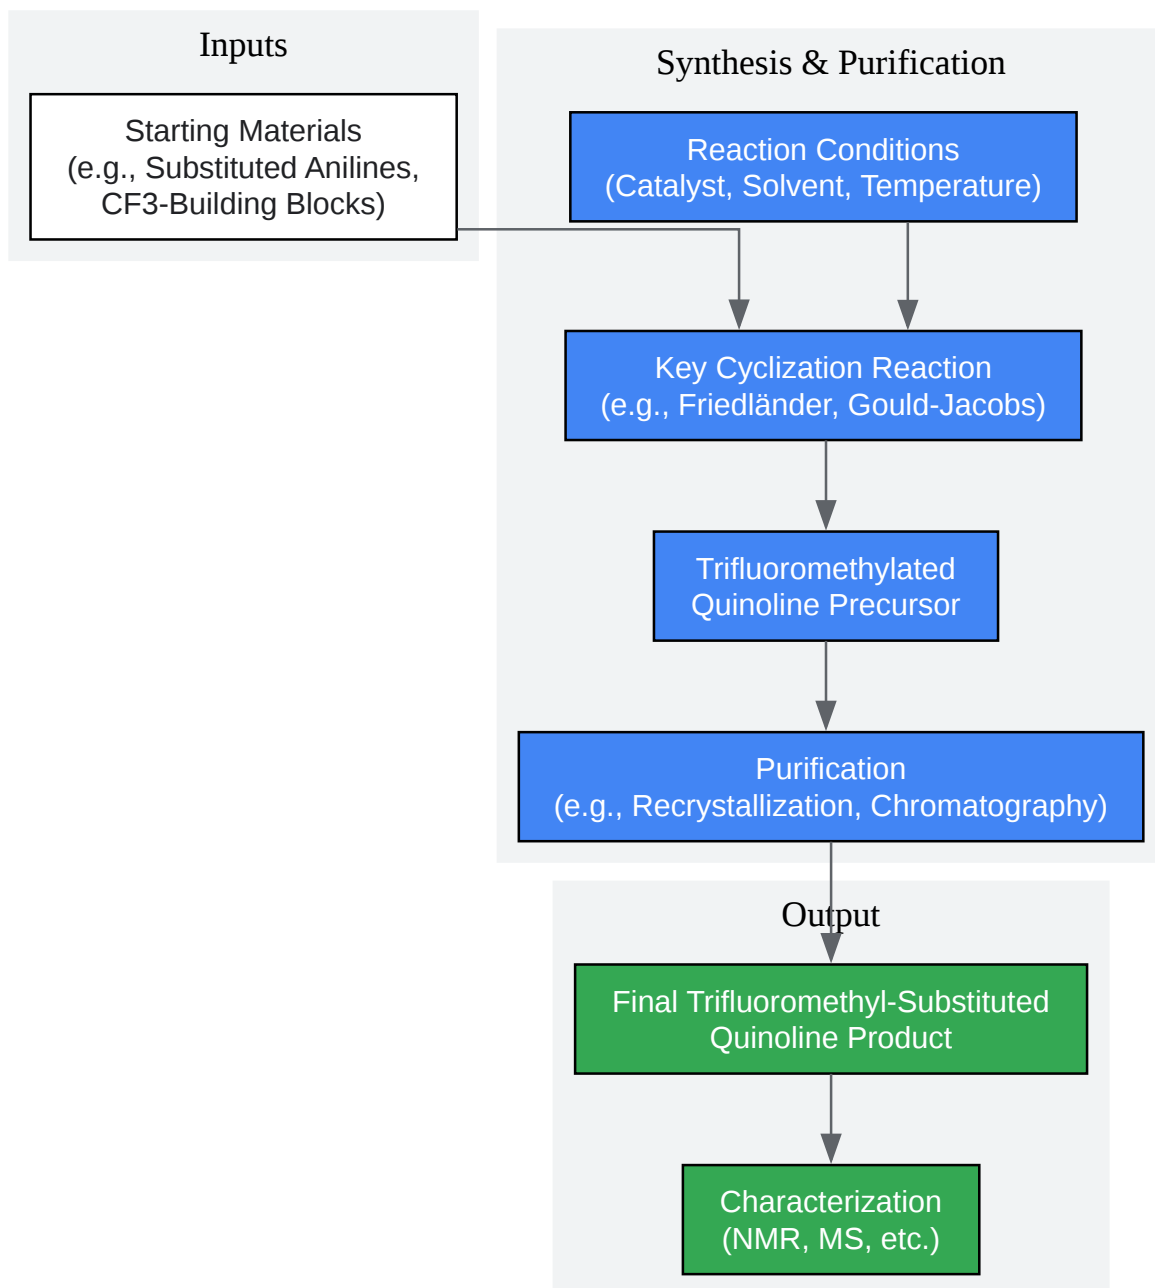 Inputs
Starting Materials
(e.g., Substituted Anilines,
CF3-Building Blocks)
Synthesis & Purification
Reaction Conditions
(Catalyst, Solvent, Temperature)
Key Cyclization Reaction
(e.g., Friedländer, Gould-Jacobs)
Trifluoromethylated
Quinoline Precursor
Purification
(e.g., Recrystallization, Chromatography)
Output
Final Trifluoromethyl-Substituted
Quinoline Product
Characterization
(NMR, MS, etc.)